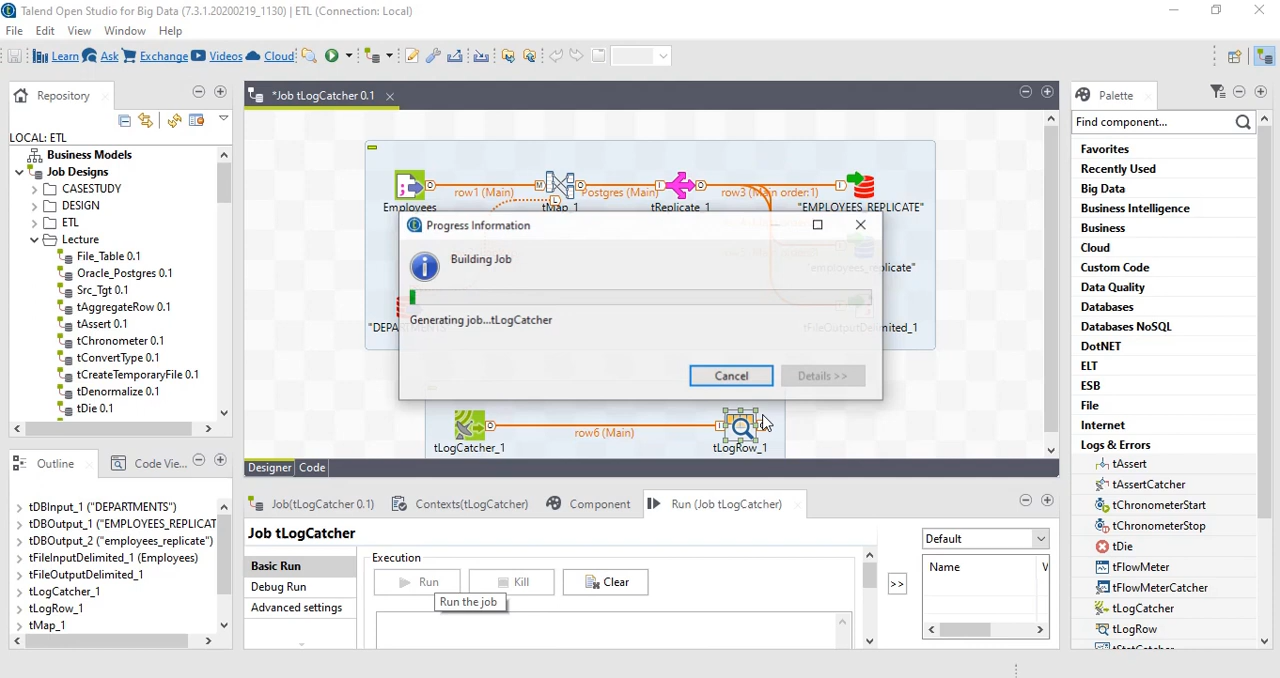 Talend Open Studio for Big Data (7.3.1.20200219_1130) | ETL (Connection: Local)
File Edit View Window Help
Learn Ask Exchange Videos Cloud
Repository
LOCAL: ETL
Business Models
Job Designs
CASESTUDY
DESIGN
ETL
Lecture
File_Table 0.1
Oracle_Postgres 0.1
Src_Tgt 0.1
tAggregateRow 0.1
tAssert 0.1
tChronometer 0.1
tConvertType 0.1
tCreateTemporaryFile 0.1
tDenormalize 0.1
tDie 0.1
Outline
Code Vie...
tDBInput_1 ("DEPARTMENTS")
tDBOutput_1 ("EMPLOYEES_REPLICAT
tDBOutput_2 ("employees_replicate")
tFileInputDelimited_1 (Employees)
tFileOutputDelimited_1
tLogCatcher_1
tLogRow_1
tMap_1
*Job tLogCatcher 0.1
row1 (Main)
Postgres (Main)
row3 (Main order:1)
Employees
tMap_1
tReplicate_1
"EMPLOYEES_REPLICATE"
"employees_replicate"
"DEPARTMENTS"
tFileOutputDelimited_1
Progress Information
Building Job
Generating job...tLogCatcher
Cancel
Details >>
row6 (Main)
tLogCatcher_1
tLogRow_1
Designer Code
Job(tLogCatcher 0.1)
Contexts(tLogCatcher)
Component
Run (Job tLogCatcher)
Job tLogCatcher
Basic Run
Debug Run
Advanced settings
Execution
Run
Kill
Clear
Run the job
Default
>>
Name
V
Palette
Find component...
Favorites
Recently Used
Big Data
Business Intelligence
Business
Cloud
Custom Code
Data Quality
Databases
Databases NoSQL
DotNET
ELT
ESB
File
Internet
Logs & Errors
tAssert
tAssertCatcher
tChronometerStart
tChronometerStop
tDie
tFlowMeter
tFlowMeterCatcher
tLogCatcher
tLogRow
tStatCatcher